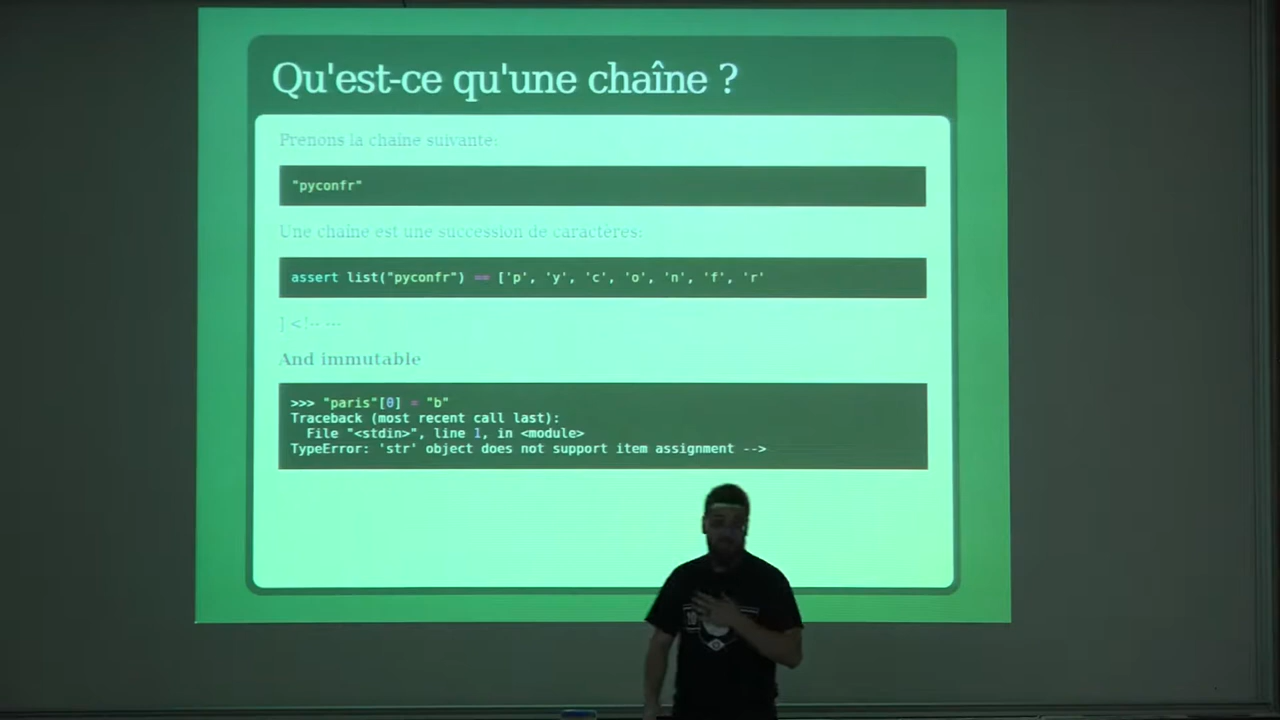 Qu'est-ce qu'une chaîne ?
Prenons la chaîne suivante:
"pyconfr"
Une chaîne est une succession de caractères:
assert list("pyconfr") == ['p', 'y', 'c', 'o', 'n', 'f', 'r'
] <!-- ---
And immutable
>>> "paris"[0] = "b"
Traceback (most recent call last):
File "<stdin>", line 1, in <module>
TypeError: 'str' object does not support item assignment -->